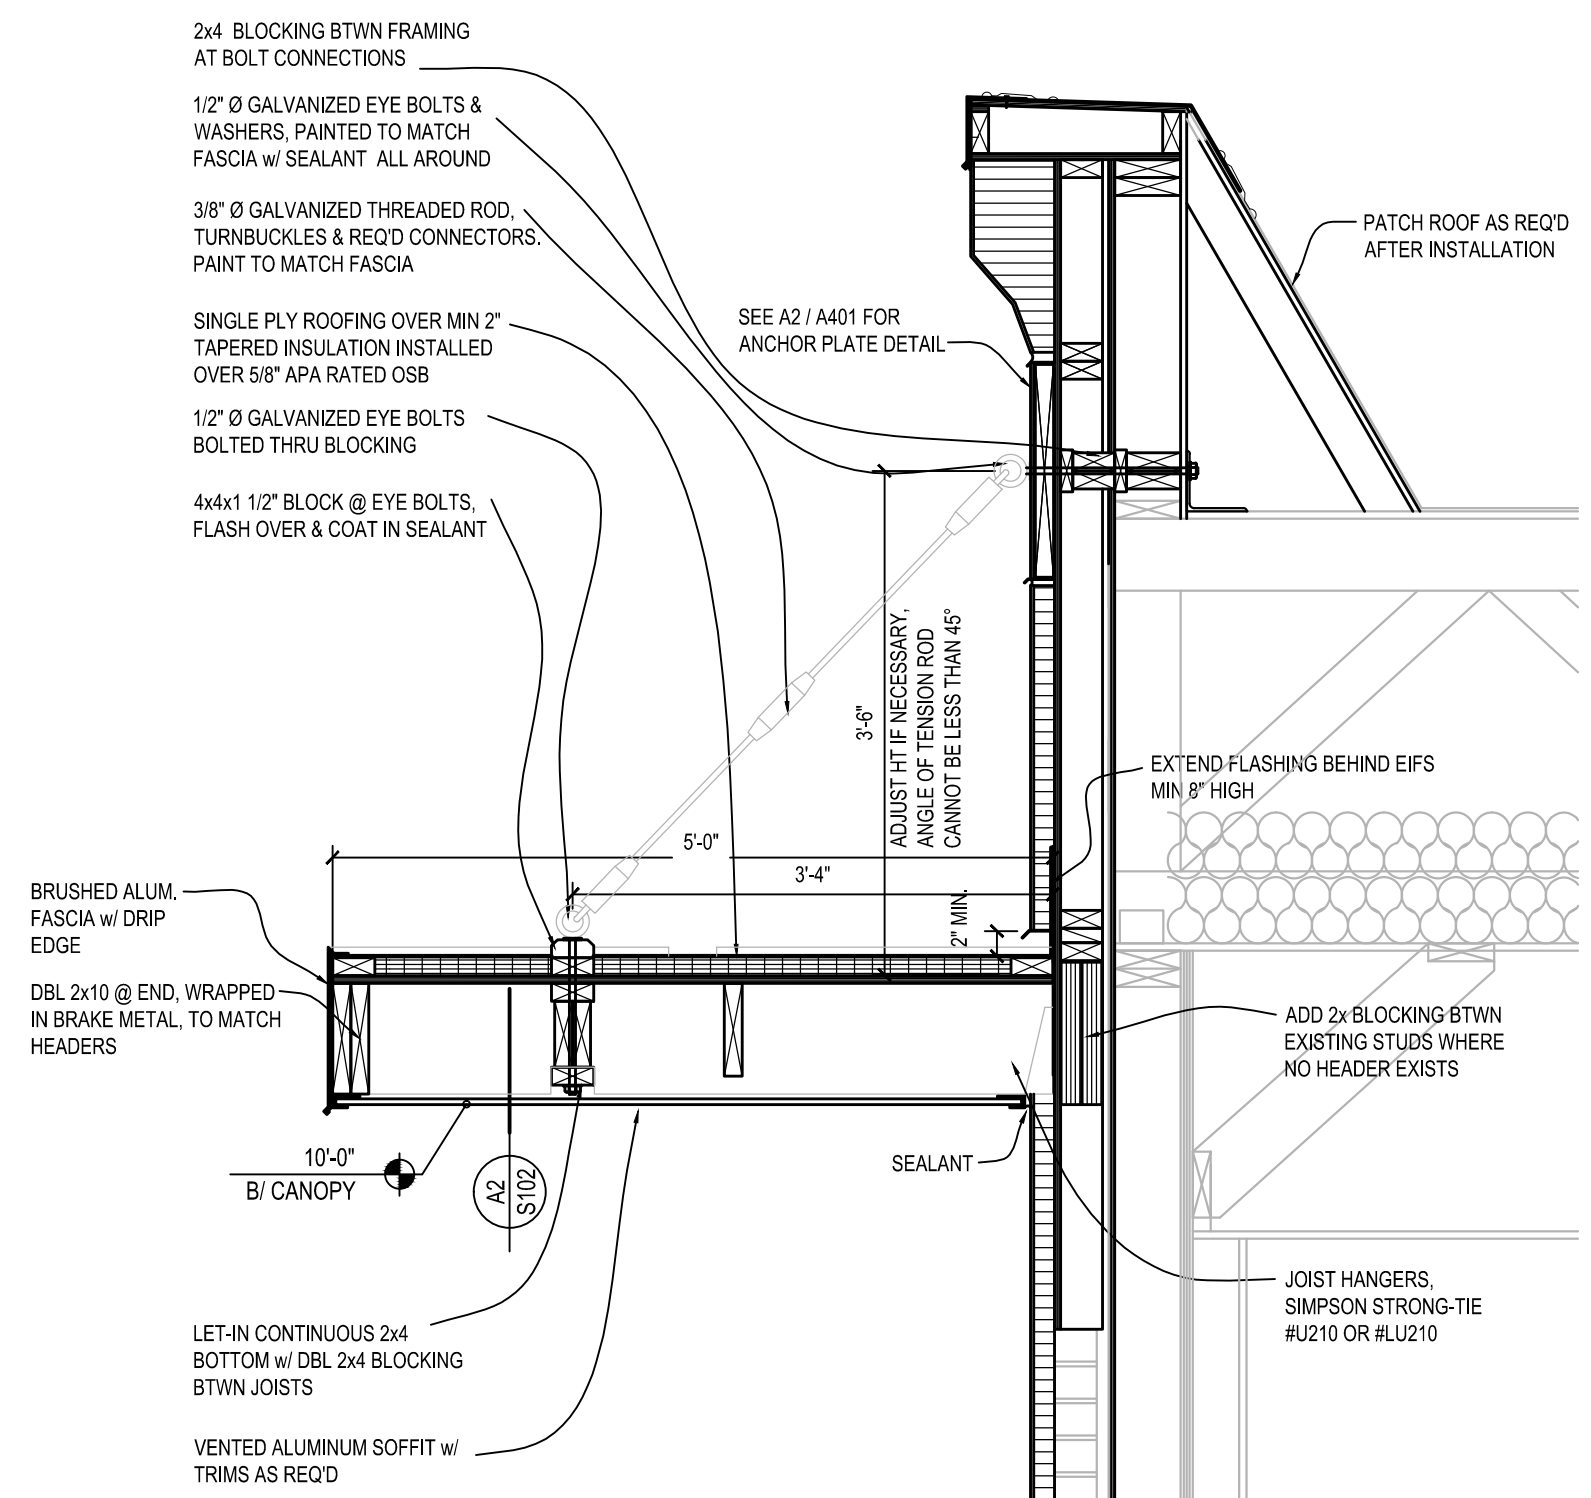 2x4 BLOCKING BTWN FRAMING
AT BOLT CONNECTIONS
1/2" Ø GALVANIZED EYE BOLTS &
WASHERS, PAINTED TO MATCH
FASCIA w/ SEALANT ALL AROUND
3/8" Ø GALVANIZED THREADED ROD,
TURNBUCKLES & REQ'D CONNECTORS.
PAINT TO MATCH FASCIA
SINGLE PLY ROOFING OVER MIN 2"
TAPERED INSULATION INSTALLED
OVER 5/8" APA RATED OSB
1/2" Ø GALVANIZED EYE BOLTS
BOLTED THRU BLOCKING
4x4x1 1/2" BLOCK @ EYE BOLTS,
FLASH OVER & COAT IN SEALANT
BRUSHED ALUM.
FASCIA w/ DRIP
EDGE
DBL 2x10 @ END, WRAPPED
IN BRAKE METAL, TO MATCH
HEADERS
10'-0"
B/ CANOPY
A2
S102
LET-IN CONTINUOUS 2x4
BOTTOM w/ DBL 2x4 BLOCKING
BTWN JOISTS
VENTED ALUMINUM SOFFIT w/
TRIMS AS REQ'D
SEE A2 / A401 FOR
ANCHOR PLATE DETAIL
5'-0"
3'-4"
3'-6"
ADJUST HT IF NECESSARY,
ANGLE OF TENSION ROD
CANNOT BE LESS THAN 45°
2" MIN.
SEALANT
PATCH ROOF AS REQ'D
AFTER INSTALLATION
EXTEND FLASHING BEHIND EIFS
MIN 8" HIGH
ADD 2x BLOCKING BTWN
EXISTING STUDS WHERE
NO HEADER EXISTS
JOIST HANGERS,
SIMPSON STRONG-TIE
#U210 OR #LU210